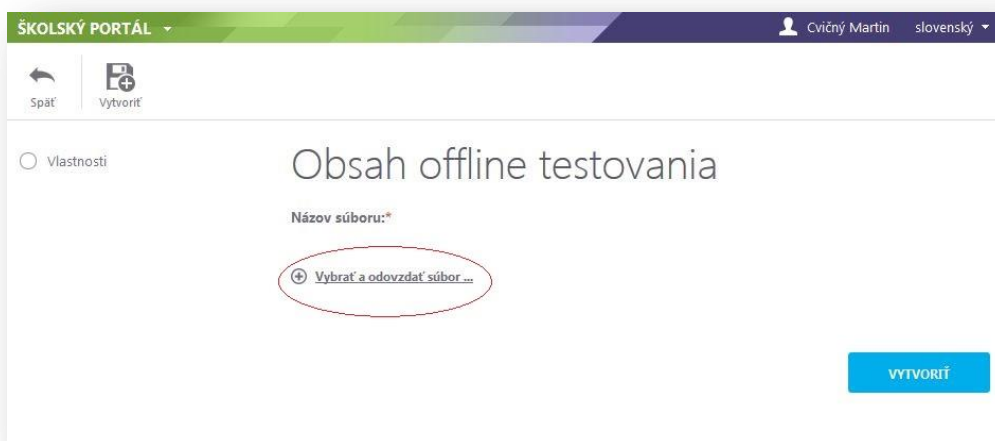 ŠKOLSKÝ PORTÁL
Cvičný Martin slovenský
Späť Vytvoriť
Vlastnosti
Obsah offline testovania
Názov súboru:*
Vybrať a odovzdať súbor ...
VYTVORIŤ